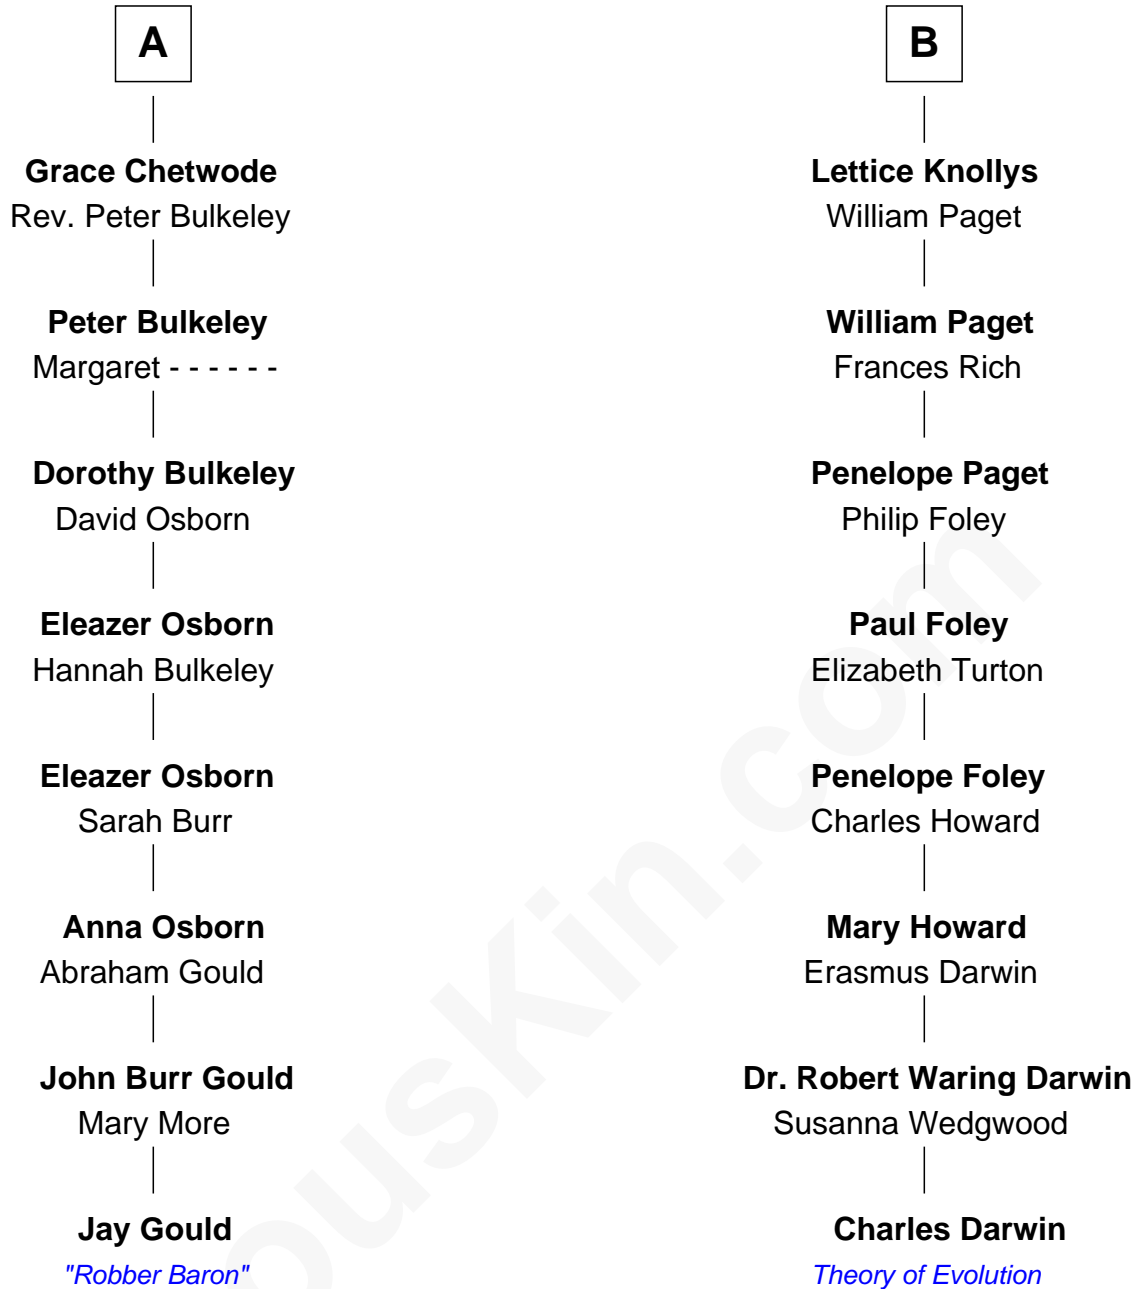 A
Grace Chetwode
Rev. Peter Bulkeley
Peter Bulkeley
Margaret - - - - - -
Dorothy Bulkeley
David Osborn
Eleazer Osborn
Hannah Bulkeley
Eleazer Osborn
Sarah Burr
Anna Osborn
Abraham Gould
John Burr Gould
Mary More
Jay Gould
"Robber Baron"
B
Lettice Knollys
William Paget
William Paget
Frances Rich
Penelope Paget
Philip Foley
Paul Foley
Elizabeth Turton
Penelope Foley
Charles Howard
Mary Howard
Erasmus Darwin
Dr. Robert Waring Darwin
Susanna Wedgwood
Charles Darwin
Theory of Evolution
ousKin.com